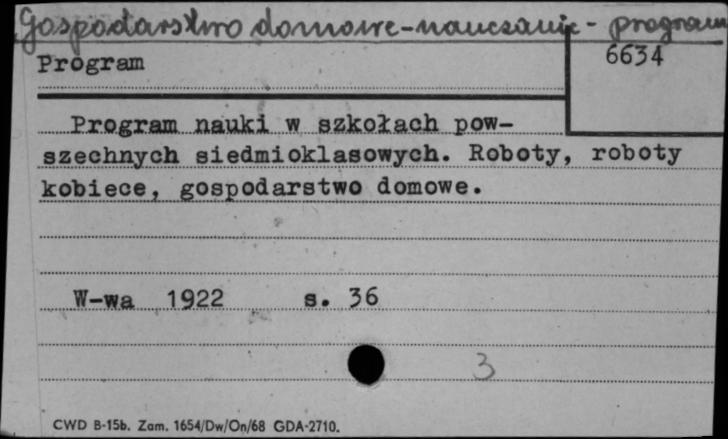 Gospodarstwo domowe-nauczanie - program
Program
6634
Program nauki w szkołach pow-
szechnych siedmioklasowych. Roboty, roboty
kobiece, gospodarstwo domowe.
W-wa 1922 s. 36
3
CWD B-15b. Zam. 1654/Dw/On/68 GDA-2710.